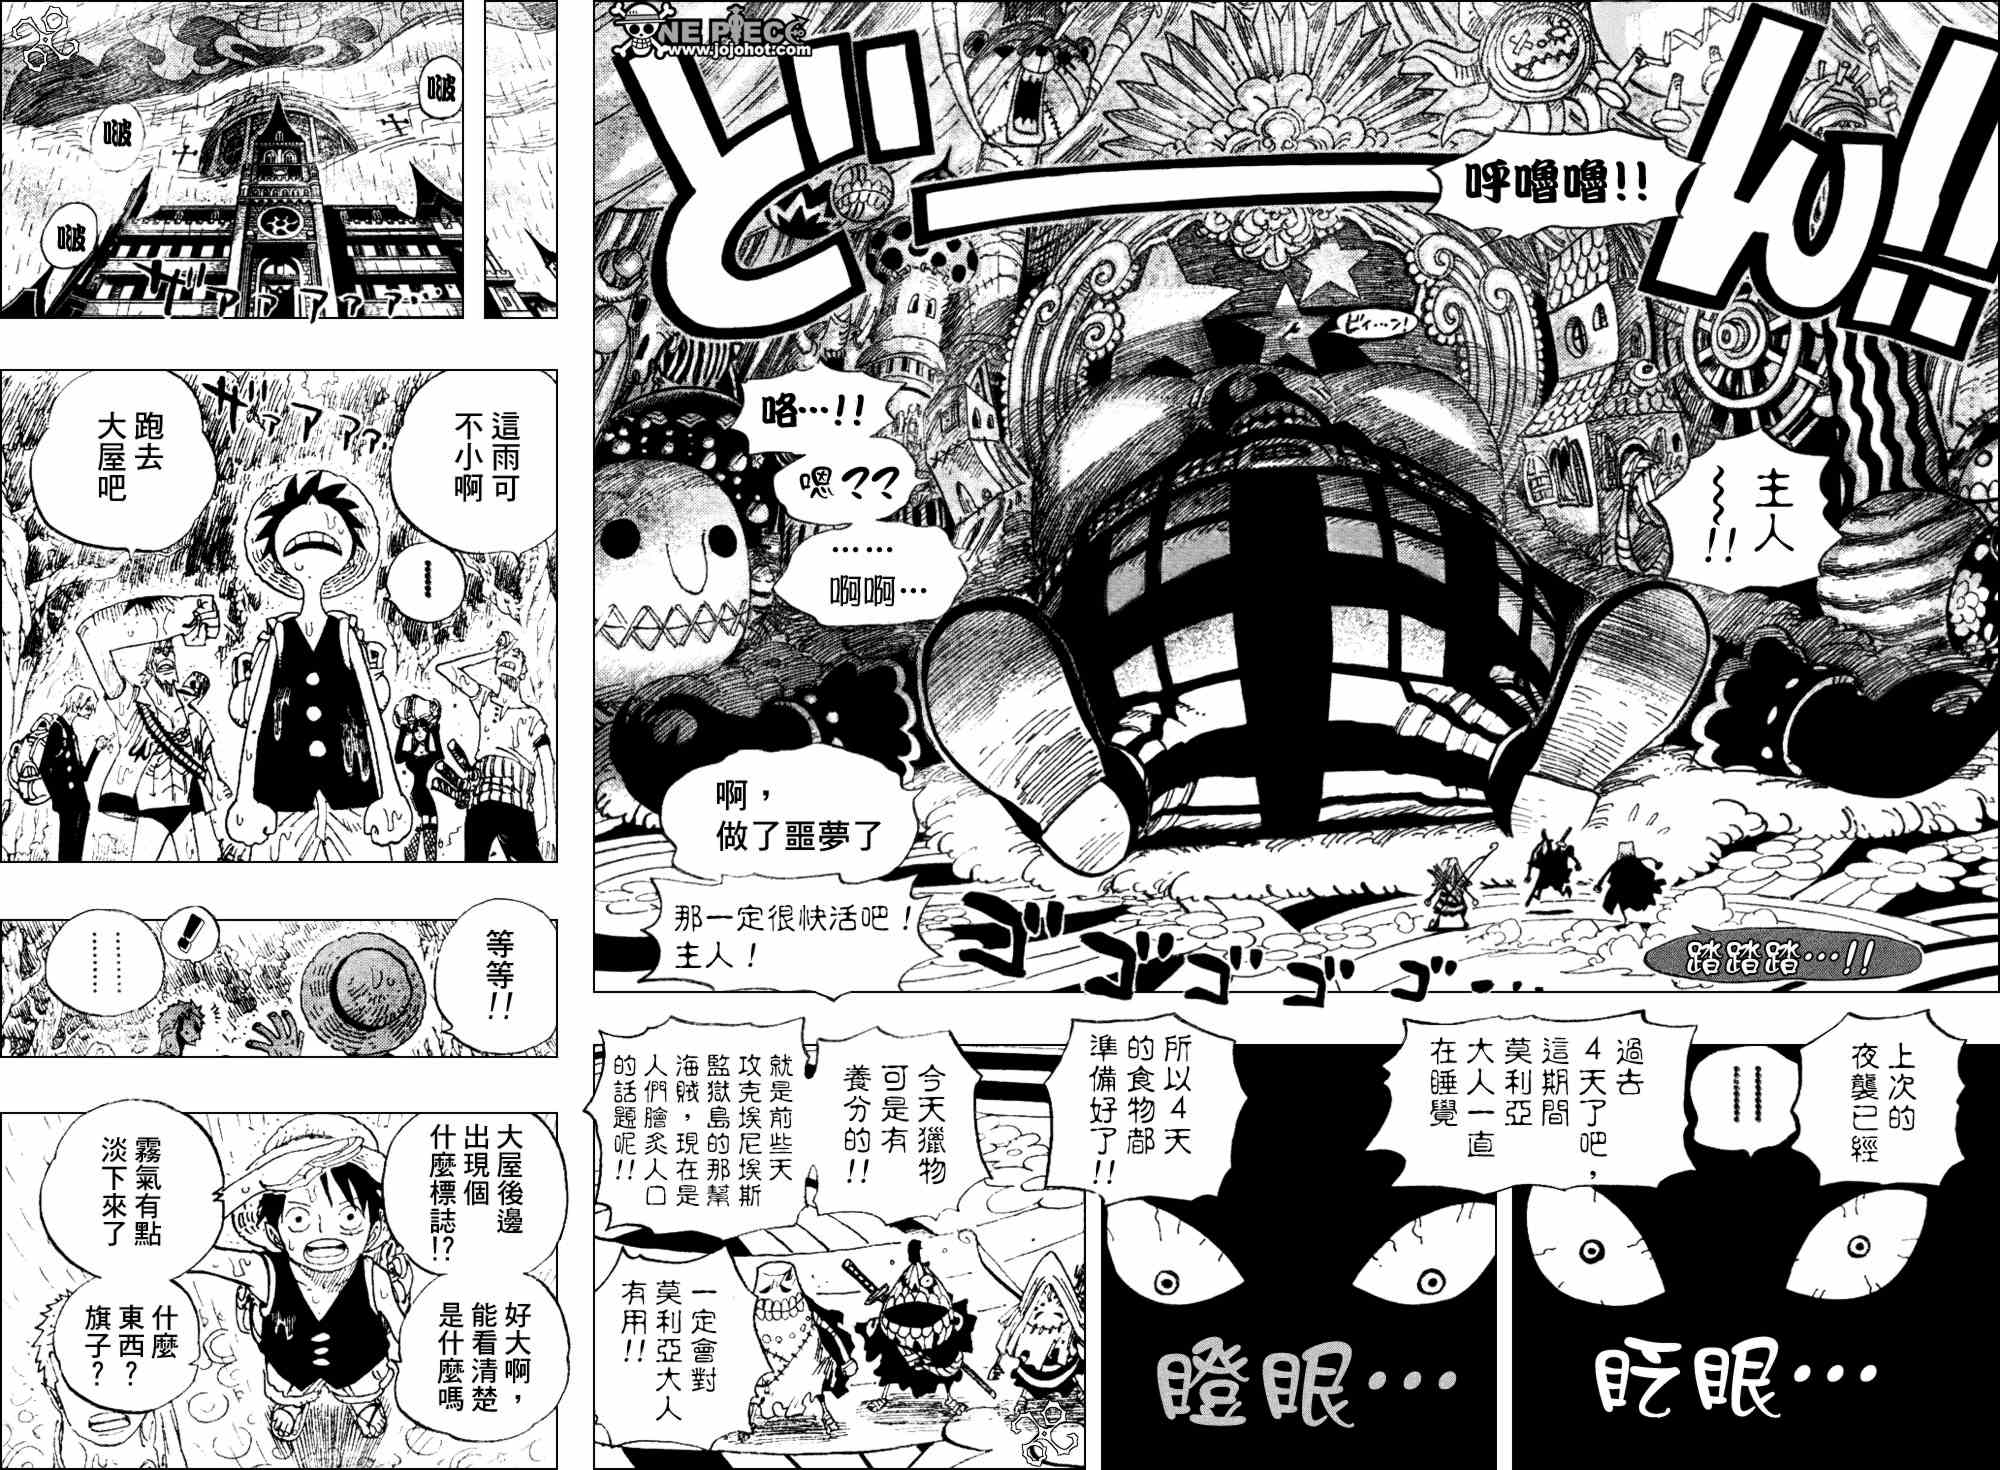 ONE PIECE
www.jojohot.com
どーーん!!
呼嚕嚕!!
ビィ…ン!
咯…!!
嗯??
……
啊啊…
主人
~~!!
啊，
做了噩夢了
那一定很快活吧！
主人！
ゴゴゴゴゴ…
踏踏踏…!!
上次的
夜襲已經
…………
過去
4天了吧，
這期間
莫利亞
大人一直
在睡覺
眨眼…
瞪眼…
所以4天
的食物都
準備好了!!
今天獵物
可是有
養分的!!
就是前些天
攻克埃尼埃斯
監獄島的那幫
海賊，現在是
人們膾炙人口
的話題呢!!
一定會對
莫利亞大人
有用!!
啵
啵
啵
ザアアアアア…
這雨可
不小啊
ザァアアァ…
跑去
大屋吧
……
等等!!
!
………
………
大屋後邊
出現個
什麼標誌!?
好大啊，
能看清楚
是什麼嗎
霧氣有點
淡下來了
什麼
東西?
旗子?